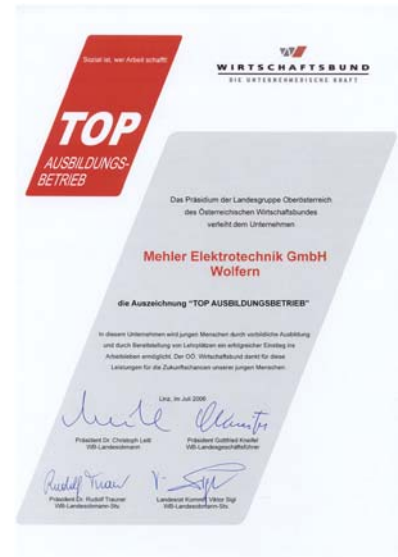 Sozial ist, wer Arbeit schafft!
TOP
AUSBILDUNGS-
BETRIEB
W
WIRTSCHAFTSBUND
DIE UNTERNEHMERISCHE KRAFT
Das Präsidium der Landesgruppe Oberösterreich
des Österreichischen Wirtschaftsbundes
verleiht dem Unternehmen
Mehler Elektrotechnik GmbH
Wolfern
die Auszeichnung "TOP AUSBILDUNGSBETRIEB"
In diesem Unternehmen wird jungen Menschen durch vorbildliche Ausbildung
und durch Bereitstellung von Lehrplätzen ein erfolgreicher Einstieg ins
Arbeitsleben ermöglicht. Der OÖ. Wirtschaftsbund dankt für diese
Leistungen für die Zukunftschancen unserer jungen Menschen.
Linz, im Juli 2006
Präsident Dr. Christoph Leitl
WB-Landesobmann
Präsident Gottfried Kneifel
WB-Landesgeschäftsführer
Rudolf Trauner
Präsident Dr. Rudolf Trauner
WB-Landesobmann-Stv.
Landesrat KommR Viktor Sigl
WB-Landesobmann-Stv.